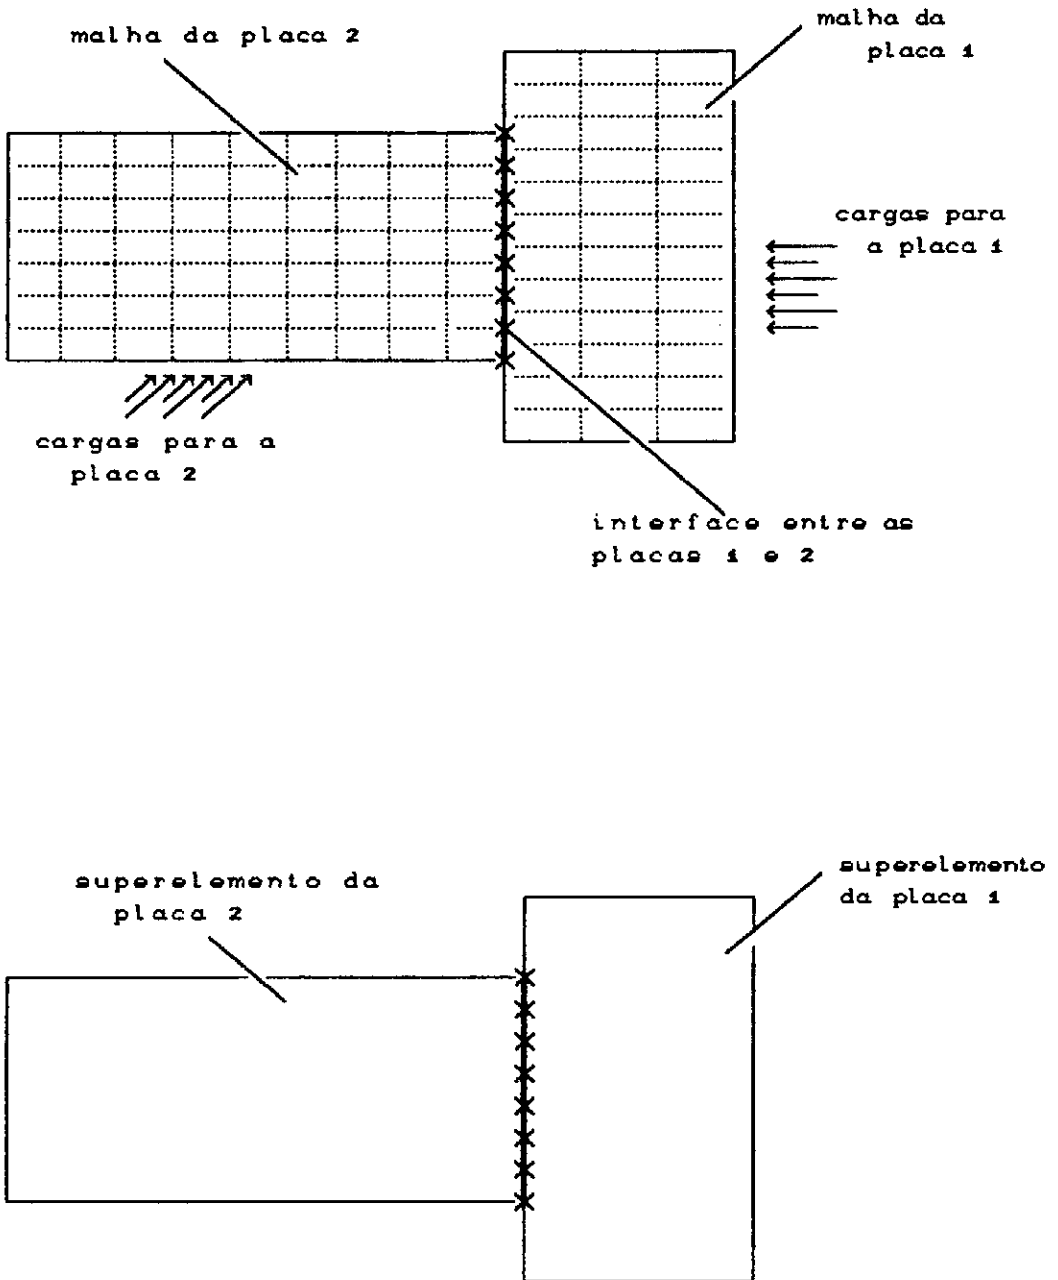 malha da placa 2
malha da
placa 1
cargas para
a placa 1
cargas para a
placa 2
interface entre as
placas 1 e 2
superelemento da
placa 2
superelemento
da placa 1